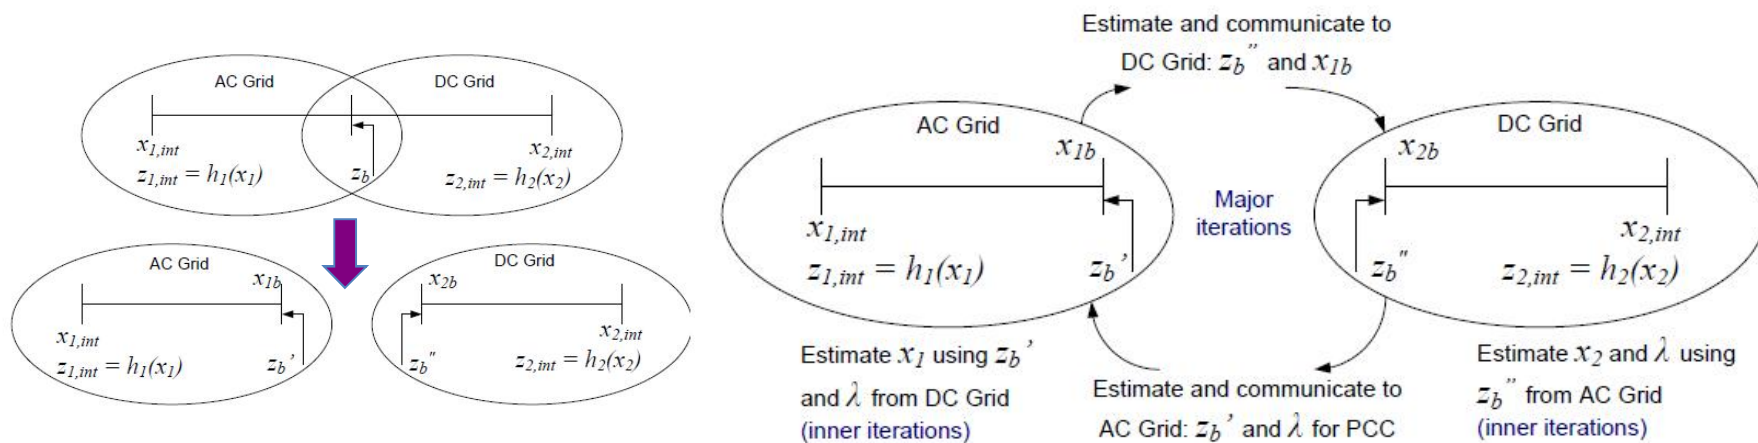 AC Grid
DC Grid
x1,int
x2,int
z1,int = h1(x1)
zb
z2,int = h2(x2)
AC Grid
DC Grid
x1b
x2b
x1,int
x2,int
z1,int = h1(x1)
zb'
zb"
z2,int = h2(x2)
Estimate and communicate to
DC Grid: zb" and x1b
AC Grid
DC Grid
x1b
x2b
Major
iterations
x1,int
x2,int
z1,int = h1(x1)
zb'
zb"
z2,int = h2(x2)
Estimate x1 using zb'
and λ from DC Grid
(inner iterations)
Estimate and communicate to
AC Grid: zb' and λ for PCC
Estimate x2 and λ using
zb" from AC Grid
(inner iterations)